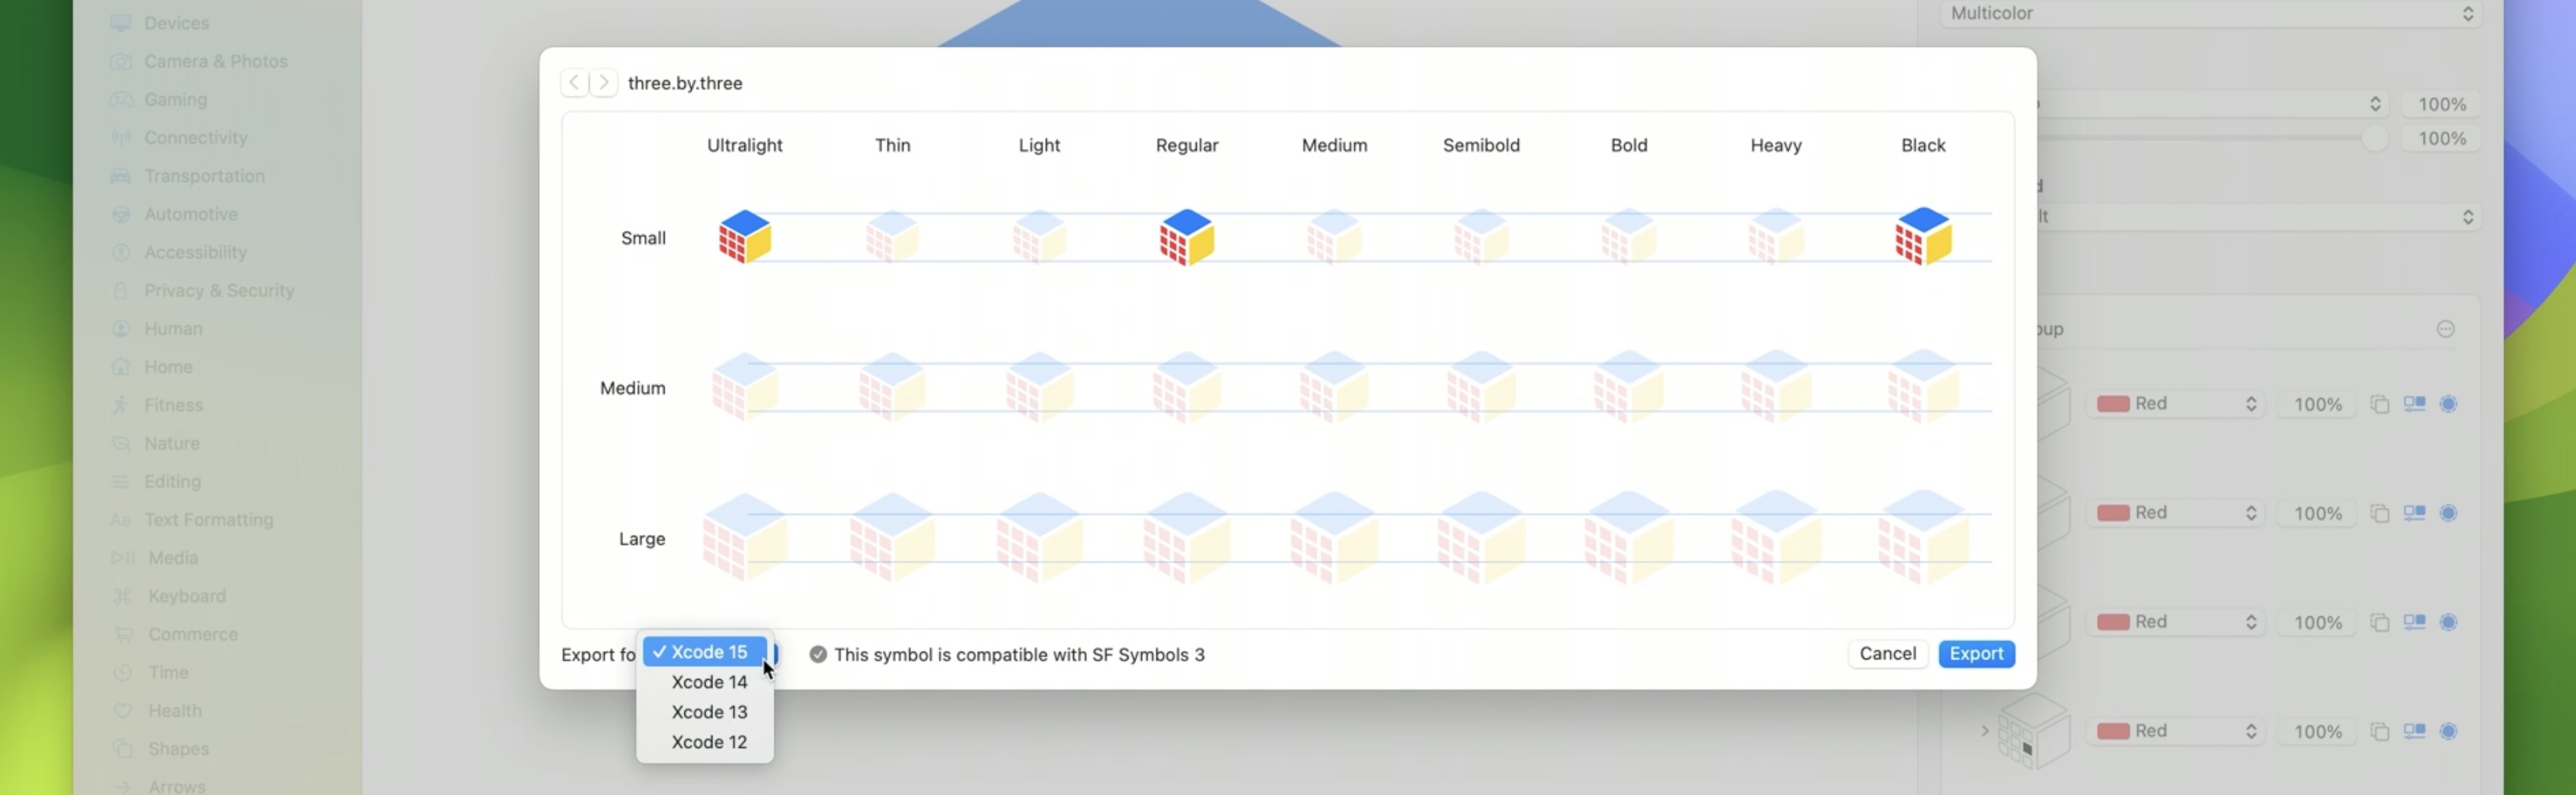 Devices
Camera & Photos
Gaming
Connectivity
Transportation
Automotive
Accessibility
Privacy & Security
Human
Home
Fitness
Nature
Editing
Aa Text Formatting
Media
Keyboard
Commerce
Time
Health
Shapes
Arrows
three.by.three
Ultralight Thin Light Regular Medium Semibold Bold Heavy Black
Small
Medium
Large
Export fo
✓ Xcode 15
Xcode 14
Xcode 13
Xcode 12
This symbol is compatible with SF Symbols 3
Cancel Export
Multicolor
100%
100%
d
lt
oup
Red 100%
Red 100%
Red 100%
Red 100%